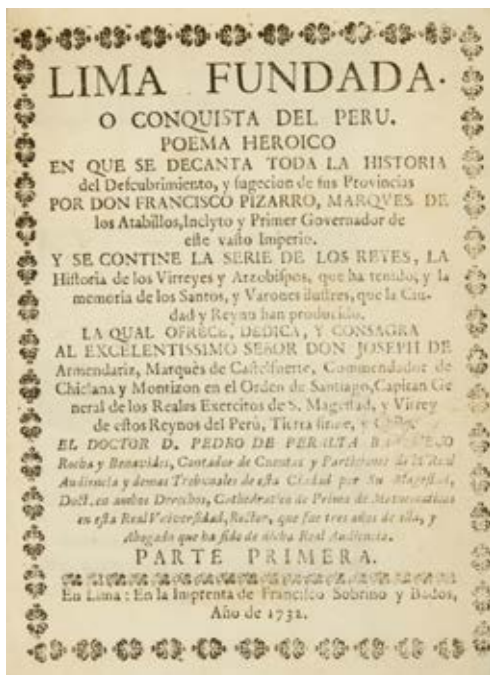 LIMA FUNDADA.
O CONQUISTA DEL PERU.
POEMA HEROICO
EN QUE SE DECANTA TODA LA HISTORIA
del Descubrimiento, y sugecion de sus Provincias
POR DON FRANCISCO PIZARRO, MARQVES DE
los Atabillos, Inclyto y Primer Governador de
este vasto Imperio.
Y SE CONTINE LA SERIE DE LOS REYES, LA
Historia de los Virreyes y Arzobispos, que ha tenido, y la
memoria de los Santos, y Varones ilustres, que la Ciu-
dad y Reyno han producido.
LA QUAL OFRECE, DEDICA, Y CONSAGRA
AL EXCELENTISSIMO SEÑOR DON JOSEPH DE
Armendariz, Marquès de Castelfuerte, Commendador de
Chiclana y Montizon en el Orden de Santiago, Capitan Ge
neral de los Reales Exercitos de S. Magestad, y Virrey
de estos Reynos del Perù, Tierra firme, y
EL DOCTOR D. PEDRO DE PERALTA
Rocha y Benavides, Contador de Cuentas y Particiones de Real
Audiencia y demas Tribunales de esta Ciudad por Su Magestad,
Doct. en ambos Derechos, Cathedratico de Prima de Mathematicas
en esta Real Vniversidad, Rector, que fue tres años de ella, y
Abogado que ha sido de dicha Real Audiencia.
PARTE PRIMERA.
En Lima: En la Imprenta de Francisco Sobrino y Bados,
Año de 1732.